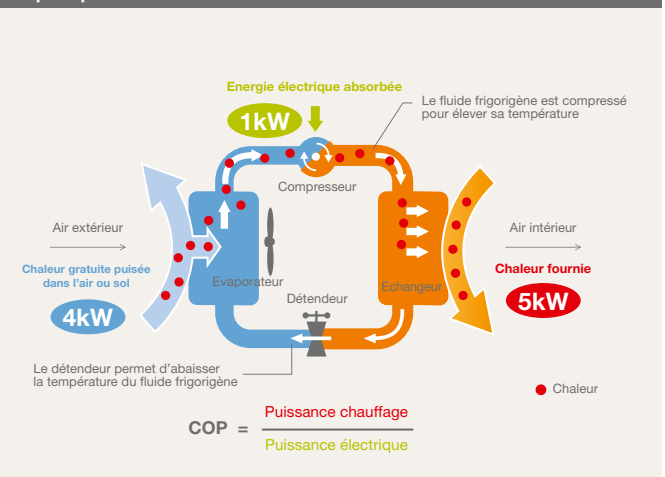 Energie électrique absorbée
1kW
Le fluide frigorigène est compressé
pour élever sa température
Compresseur
Air extérieur
Air intérieur
Chaleur gratuite puisée
dans l'air ou sol
4kW
Evaporateur
Echangeur
Chaleur fournie
5kW
Détendeur
Le détendeur permet d'abaisser
la température du fluide frigorigène
Chaleur
COP =
Puissance chauffage
Puissance électrique